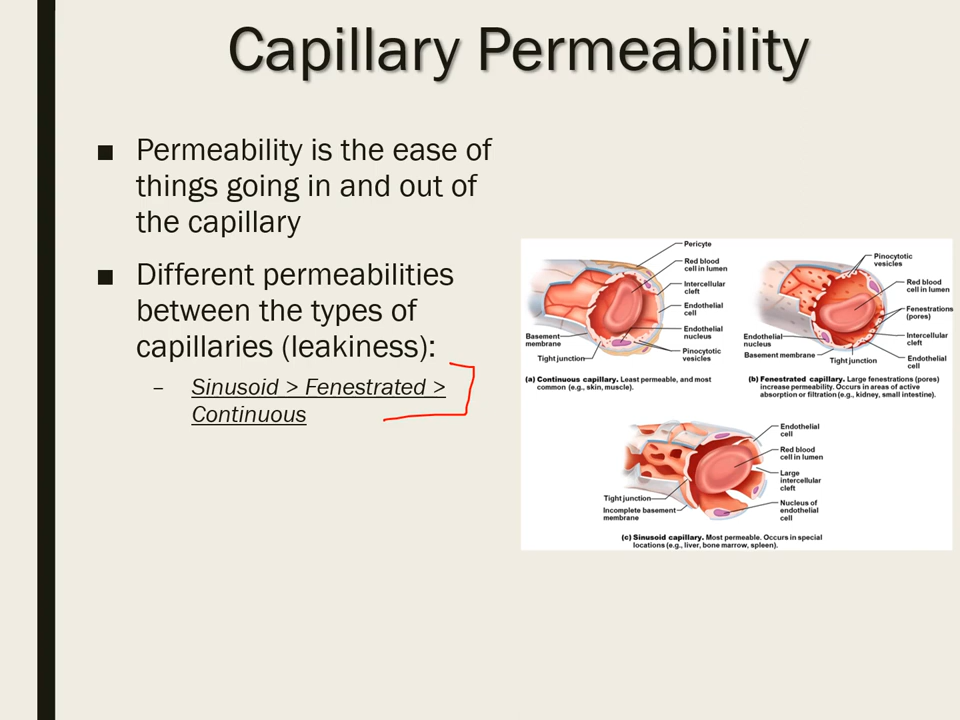 Capillary Permeability
■ Permeability is the ease of
things going in and out of
the capillary
■ Different permeabilities
between the types of
capillaries (leakiness):
– Sinusoid > Fenestrated >
Continuous
Pericyte
Red blood
cell in lumen
Intercellular
cleft
Endothelial
cell
Endothelial
nucleus
Pinocytotic
vesicles
Basement
membrane
Tight junction
(a) Continuous capillary. Least permeable, and most
common (e.g., skin, muscle).
Pinocytotic
vesicles
Red blood
cell in lumen
Fenestrations
(pores)
Intercellular
cleft
Endothelial
cell
Endothelial
nucleus
Basement membrane
Tight junction
(b) Fenestrated capillary. Large fenestrations (pores)
increase permeability. Occurs in areas of active
absorption or filtration (e.g., kidney, small intestine).
Endothelial
cell
Red blood
cell in lumen
Large
intercellular
cleft
Nucleus of
endothelial
cell
Tight junction
Incomplete basement
membrane
(c) Sinusoid capillary. Most permeable. Occurs in special
locations (e.g., liver, bone marrow, spleen).